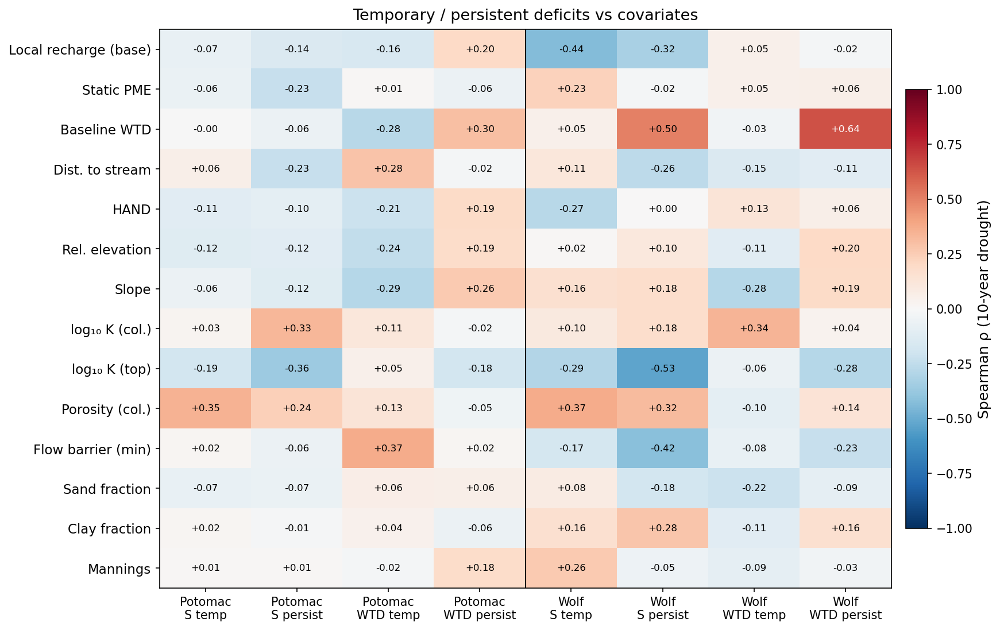 Temporary / persistent deficits vs covariates
Local recharge (base) -0.07 -0.14 -0.16 +0.20 -0.44 -0.32 +0.05 -0.02
Static PME -0.06 -0.23 +0.01 -0.06 +0.23 -0.02 +0.05 +0.06
Baseline WTD -0.00 -0.06 -0.28 +0.30 +0.05 +0.50 -0.03 +0.64
Dist. to stream +0.06 -0.23 +0.28 -0.02 +0.11 -0.26 -0.15 -0.11
HAND -0.11 -0.10 -0.21 +0.19 -0.27 +0.00 +0.13 +0.06
Rel. elevation -0.12 -0.12 -0.24 +0.19 +0.02 +0.10 -0.11 +0.20
Slope -0.06 -0.12 -0.29 +0.26 +0.16 +0.18 -0.28 +0.19
log₁₀ K (col.) +0.03 +0.33 +0.11 -0.02 +0.10 +0.18 +0.34 +0.04
log₁₀ K (top) -0.19 -0.36 +0.05 -0.18 -0.29 -0.53 -0.06 -0.28
Porosity (col.) +0.35 +0.24 +0.13 -0.05 +0.37 +0.32 -0.10 +0.14
Flow barrier (min) +0.02 -0.06 +0.37 +0.02 -0.17 -0.42 -0.08 -0.23
Sand fraction -0.07 -0.07 +0.06 +0.06 +0.08 -0.18 -0.22 -0.09
Clay fraction +0.02 -0.01 +0.04 -0.06 +0.16 +0.28 -0.11 +0.16
Mannings +0.01 +0.01 -0.02 +0.18 +0.26 -0.05 -0.09 -0.03
Potomac Potomac Potomac Potomac Wolf Wolf Wolf Wolf
S temp S persist WTD temp WTD persist S temp S persist WTD temp WTD persist
1.00
0.75
0.50
0.25
0.00
−0.25
−0.50
−0.75
−1.00
Spearman ρ (10-year drought)